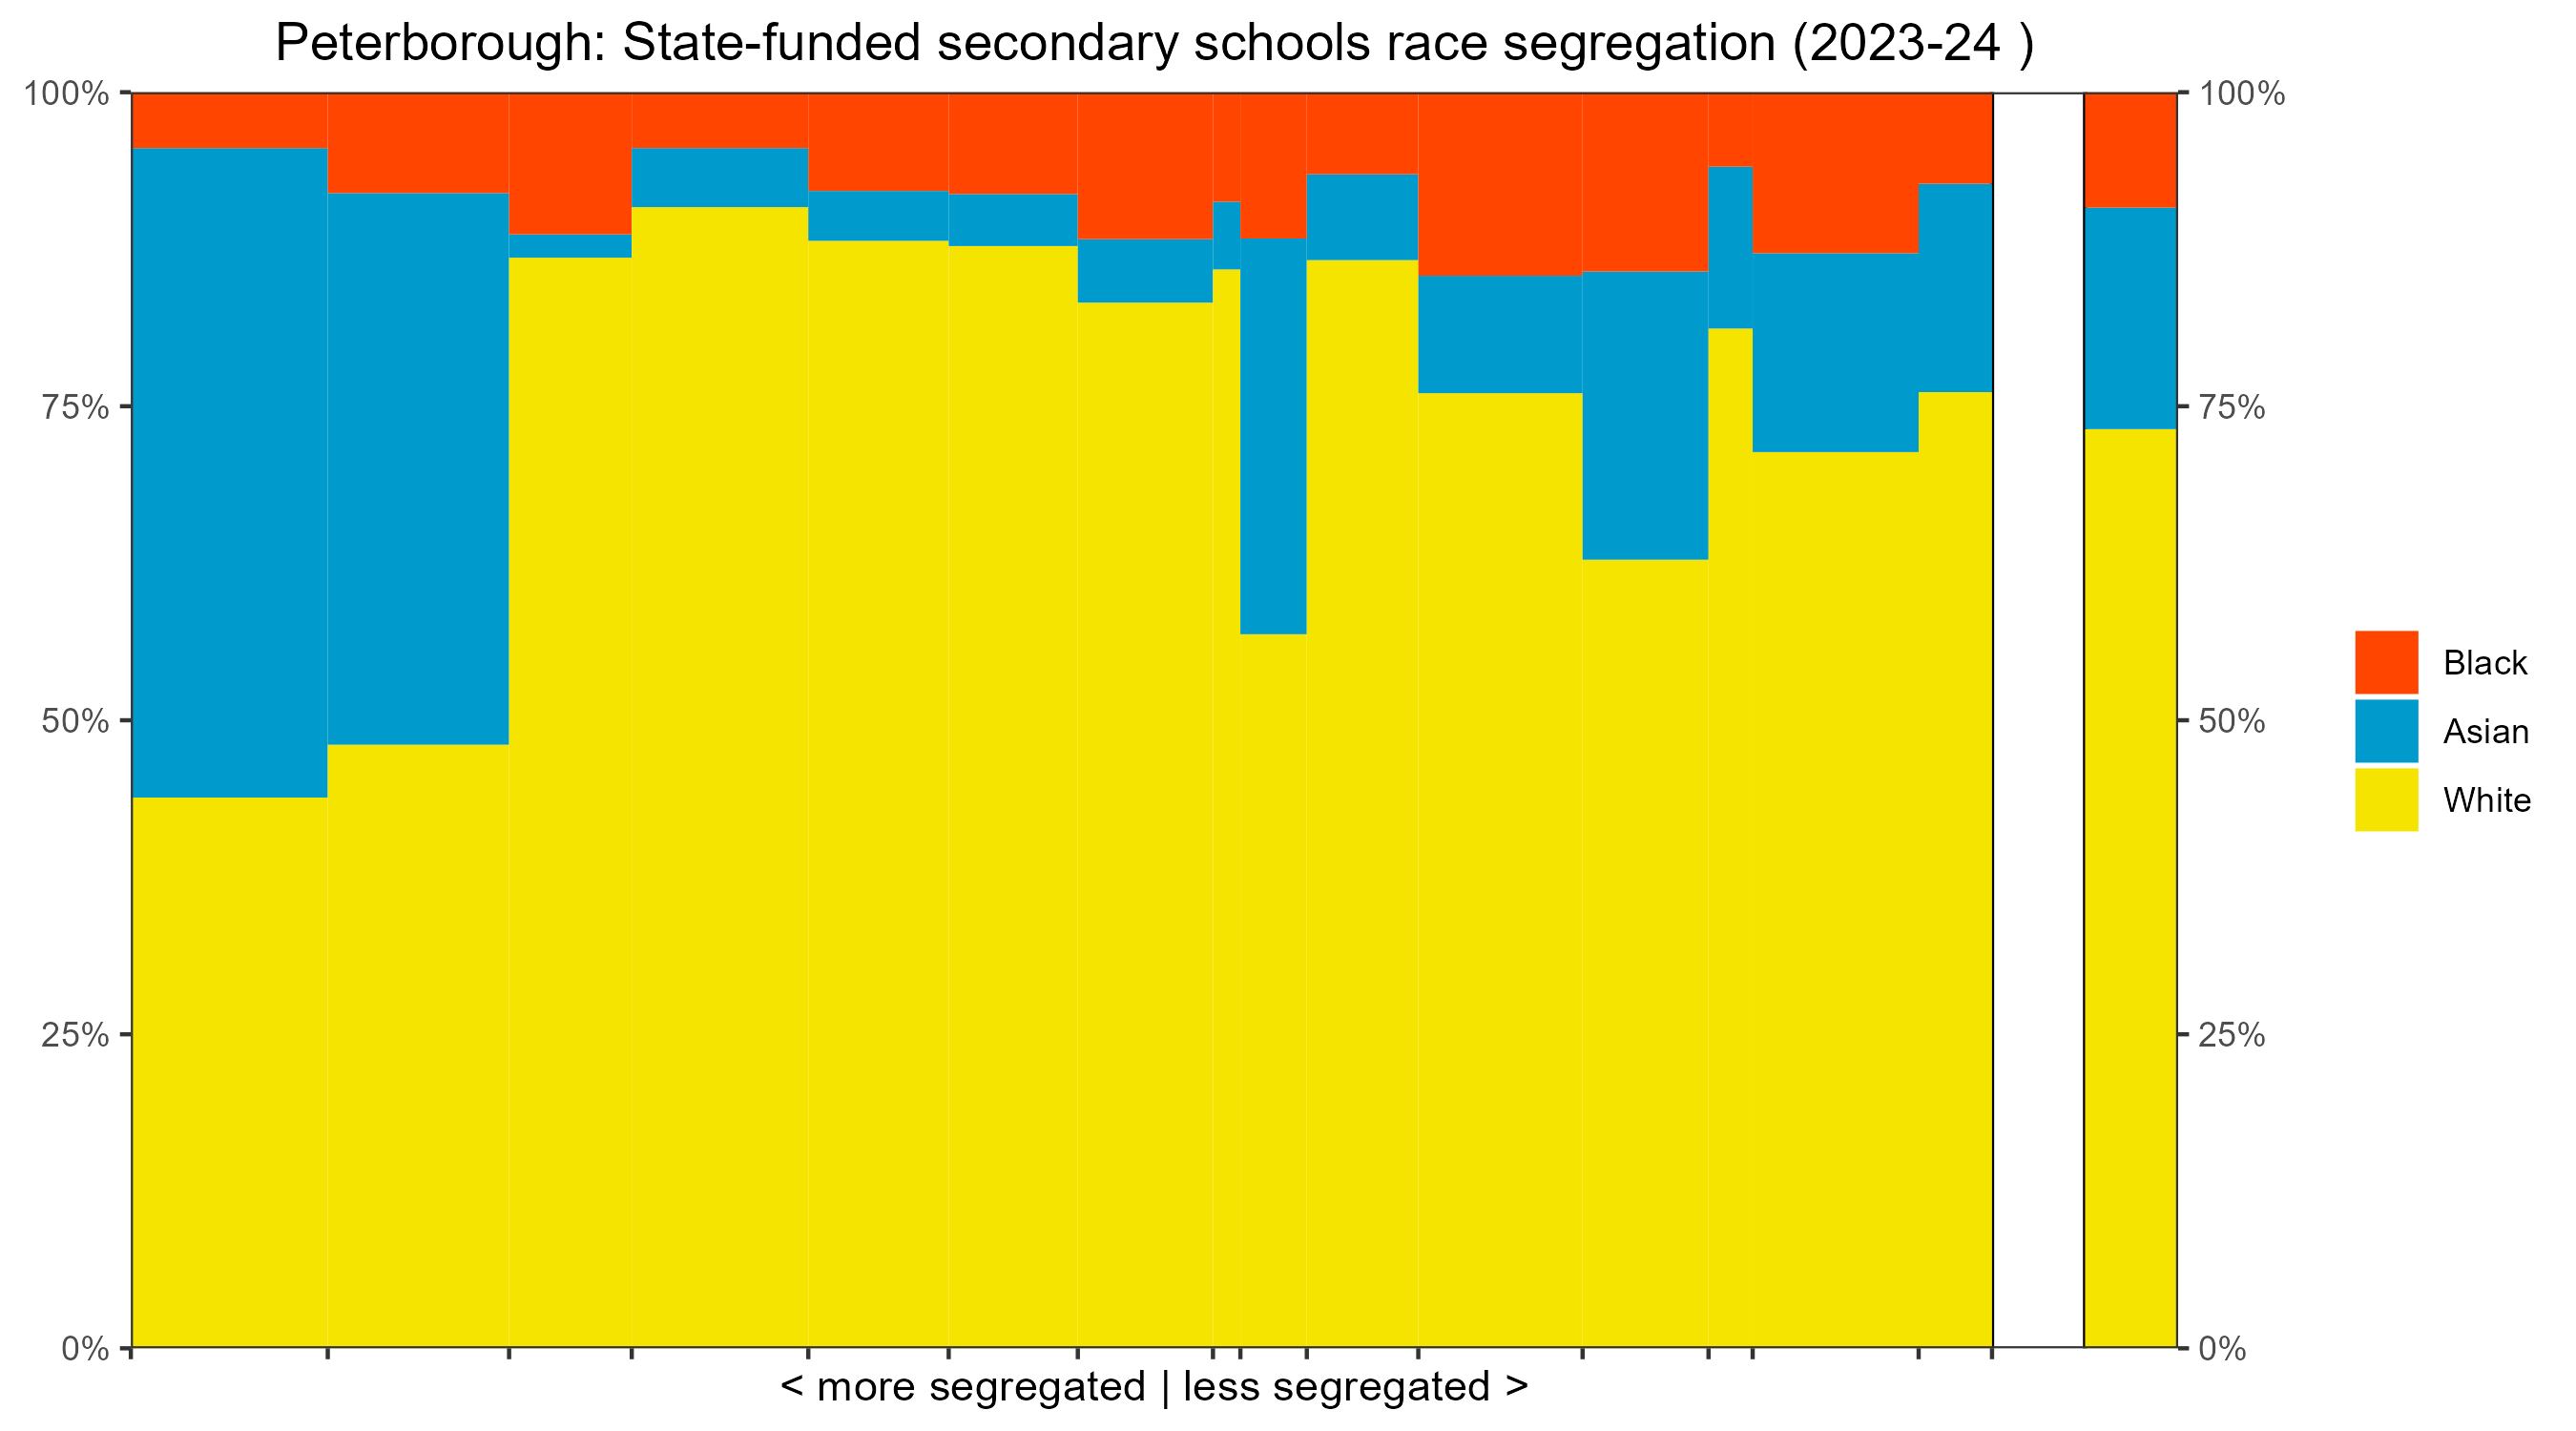 Peterborough: State-funded secondary schools race segregation (2023-24 )
100%
75%
50%
25%
0%
100%
75%
50%
25%
0%
< more segregated | less segregated >
Black
Asian
White